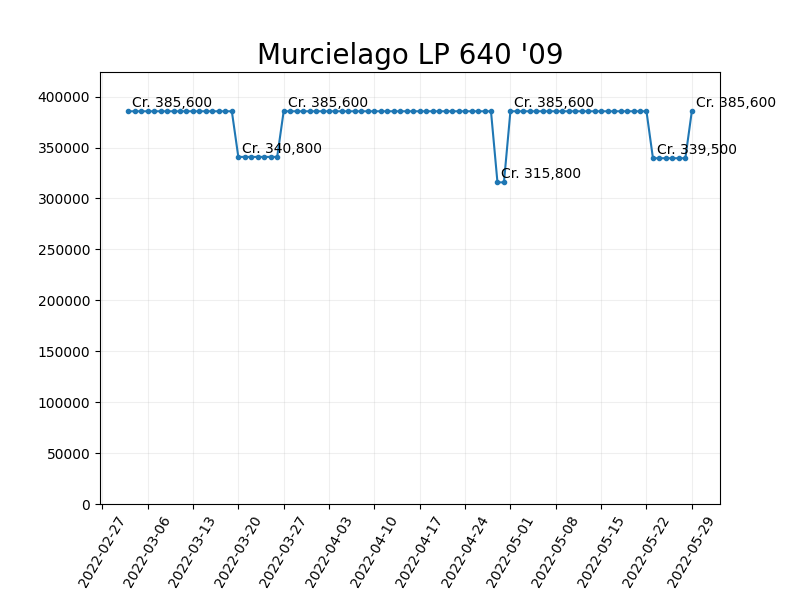 Murcielago LP 640 '09
400000
350000
300000
250000
200000
150000
100000
50000
0
Cr. 385,600
Cr. 340,800
Cr. 385,600
Cr. 315,800
Cr. 385,600
Cr. 339,500
Cr. 385,600
2022-02-27
2022-03-06
2022-03-13
2022-03-20
2022-03-27
2022-04-03
2022-04-10
2022-04-17
2022-04-24
2022-05-01
2022-05-08
2022-05-15
2022-05-22
2022-05-29